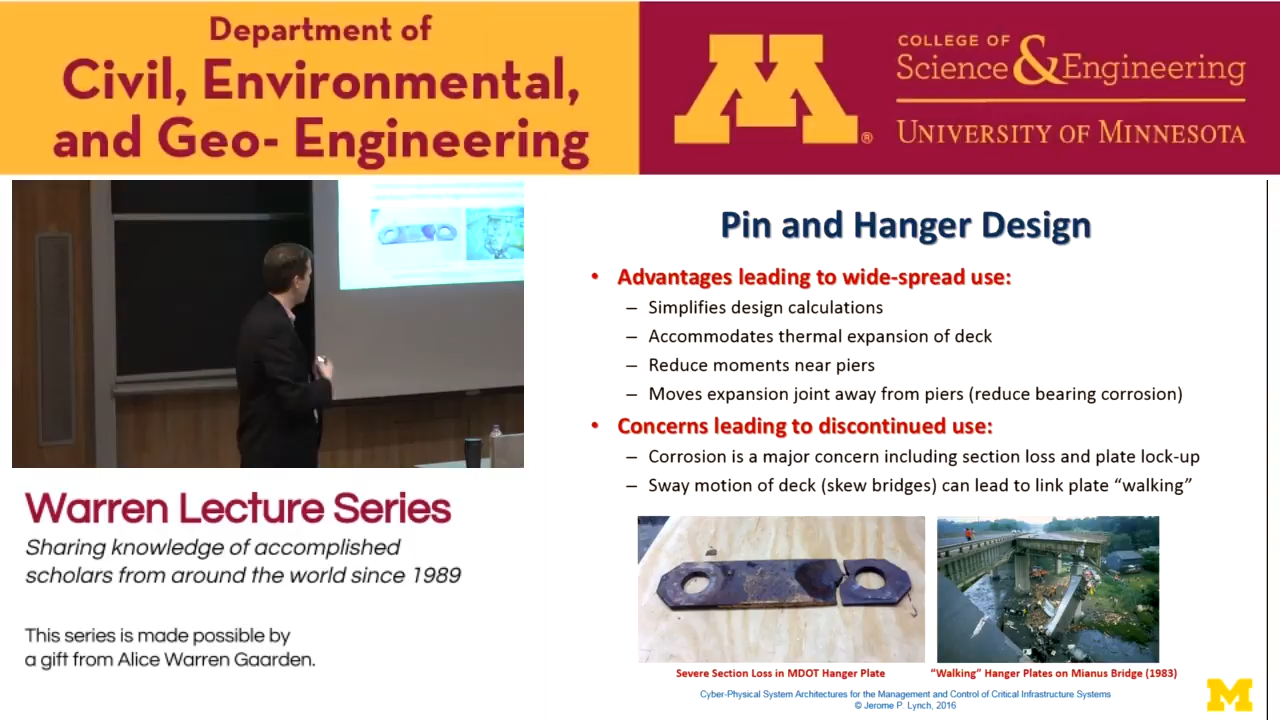 Department of
Civil, Environmental,
and Geo- Engineering
M®
COLLEGE OF
Science & Engineering
UNIVERSITY OF MINNESOTA
Warren Lecture Series
Sharing knowledge of accomplished
scholars from around the world since 1989
This series is made possible by
a gift from Alice Warren Gaarden.
Pin and Hanger Design
• Advantages leading to wide-spread use:
– Simplifies design calculations
– Accommodates thermal expansion of deck
– Reduce moments near piers
– Moves expansion joint away from piers (reduce bearing corrosion)
• Concerns leading to discontinued use:
– Corrosion is a major concern including section loss and plate lock-up
– Sway motion of deck (skew bridges) can lead to link plate “walking”
Severe Section Loss in MDOT Hanger Plate
“Walking” Hanger Plates on Mianus Bridge (1983)
Cyber-Physical System Architectures for the Management and Control of Critical Infrastructure Systems
© Jerome P. Lynch, 2016
M